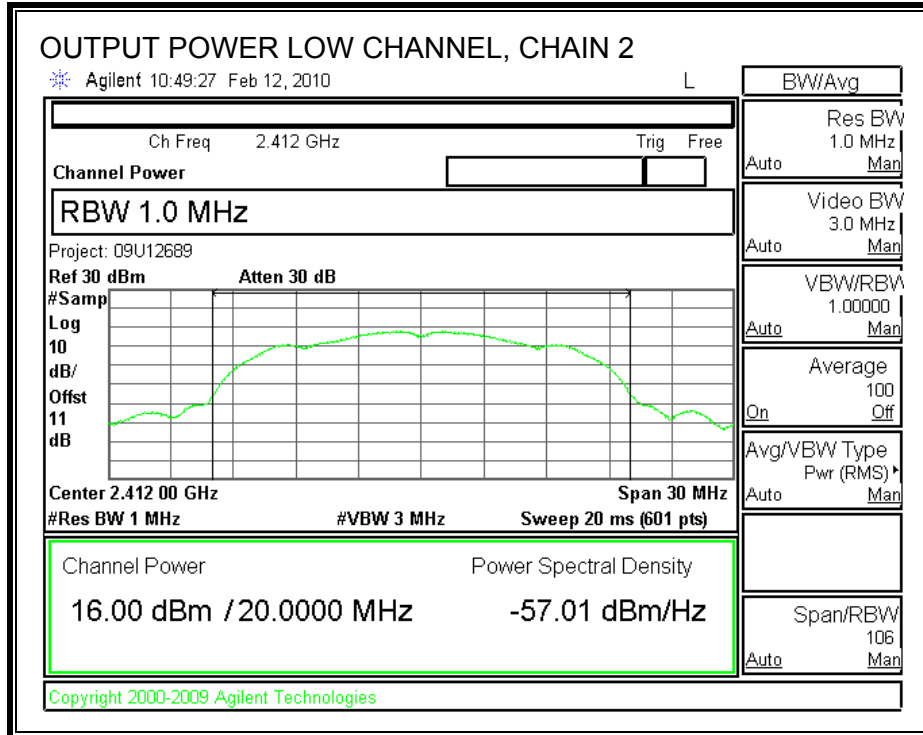 OUTPUT POWER LOW CHANNEL, CHAIN 2
Agilent 10:49:27 Feb 12, 2010 L
BW/Avg
Ch Freq 2.412 GHz Trig Free
Channel Power
RBW 1.0 MHz
Project: 09U12689
Ref 30 dBm Atten 30 dB
#Samp
Log
10
dB/
Offst
11
dB
Center 2.412 00 GHz Span 30 MHz
#Res BW 1 MHz #VBW 3 MHz Sweep 20 ms (601 pts)
Channel Power Power Spectral Density
16.00 dBm / 20.0000 MHz -57.01 dBm/Hz
Copyright 2000-2009 Agilent Technologies
Res BW
1.0 MHz
Auto Man
Video BW
3.0 MHz
Auto Man
VBW/RBW
1.00000
Auto Man
Average
100
On Off
Avg/VBW Type
Pwr (RMS)
Auto Man
Span/RBW
106
Auto Man